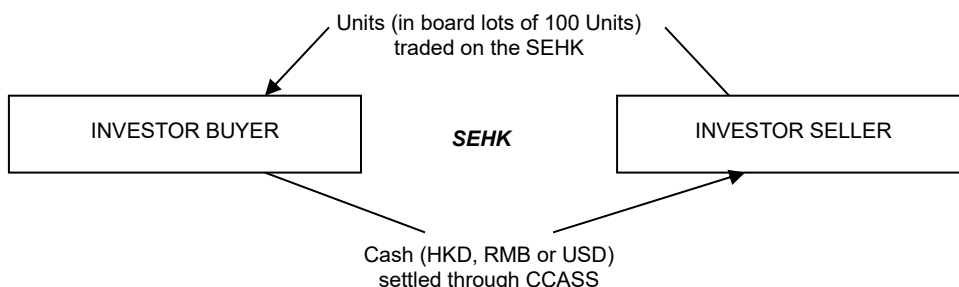 Units (in board lots of 100 Units)
traded on the SEHK
INVESTOR BUYER
SEHK
INVESTOR SELLER
Cash (HKD, RMB or USD)
settled through CCASS